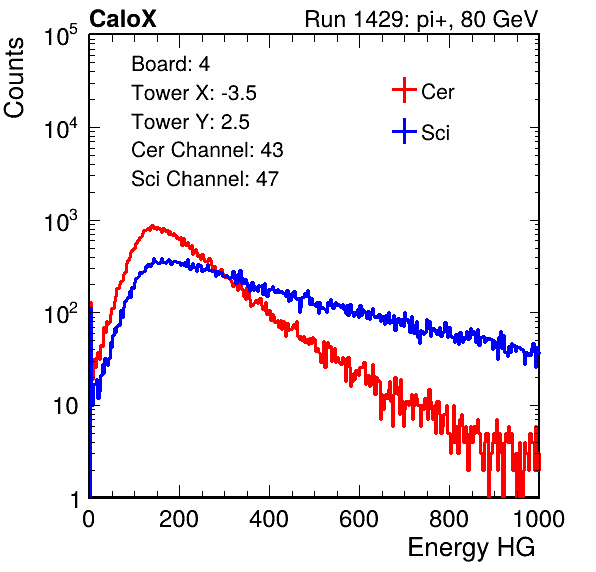 CaloX Run 1429: pi+, 80 GeV
Counts
10^5
10^4
10^3
10^2
10
1
Board: 4
Tower X: -3.5
Tower Y: 2.5
Cer Channel: 43
Sci Channel: 47
Cer
Sci
0 200 400 600 800 1000
Energy HG